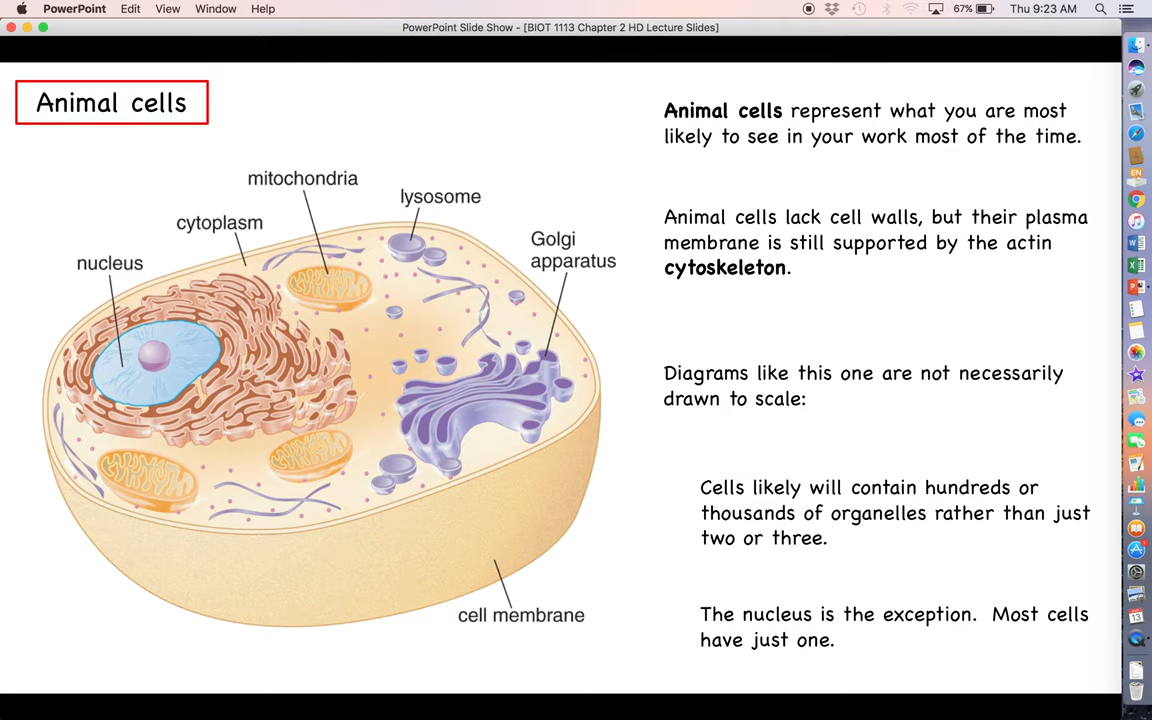 PowerPoint Edit View Window Help 67% Thu 9:23 AM
PowerPoint Slide Show - [BIOT 1113 Chapter 2 HD Lecture Slides]
Animal cells
mitochondria
lysosome
cytoplasm
Golgi
apparatus
nucleus
cell membrane
Animal cells represent what you are most
likely to see in your work most of the time.
Animal cells lack cell walls, but their plasma
membrane is still supported by the actin
cytoskeleton.
Diagrams like this one are not necessarily
drawn to scale:
Cells likely will contain hundreds or
thousands of organelles rather than just
two or three.
The nucleus is the exception.  Most cells
have just one.
EN